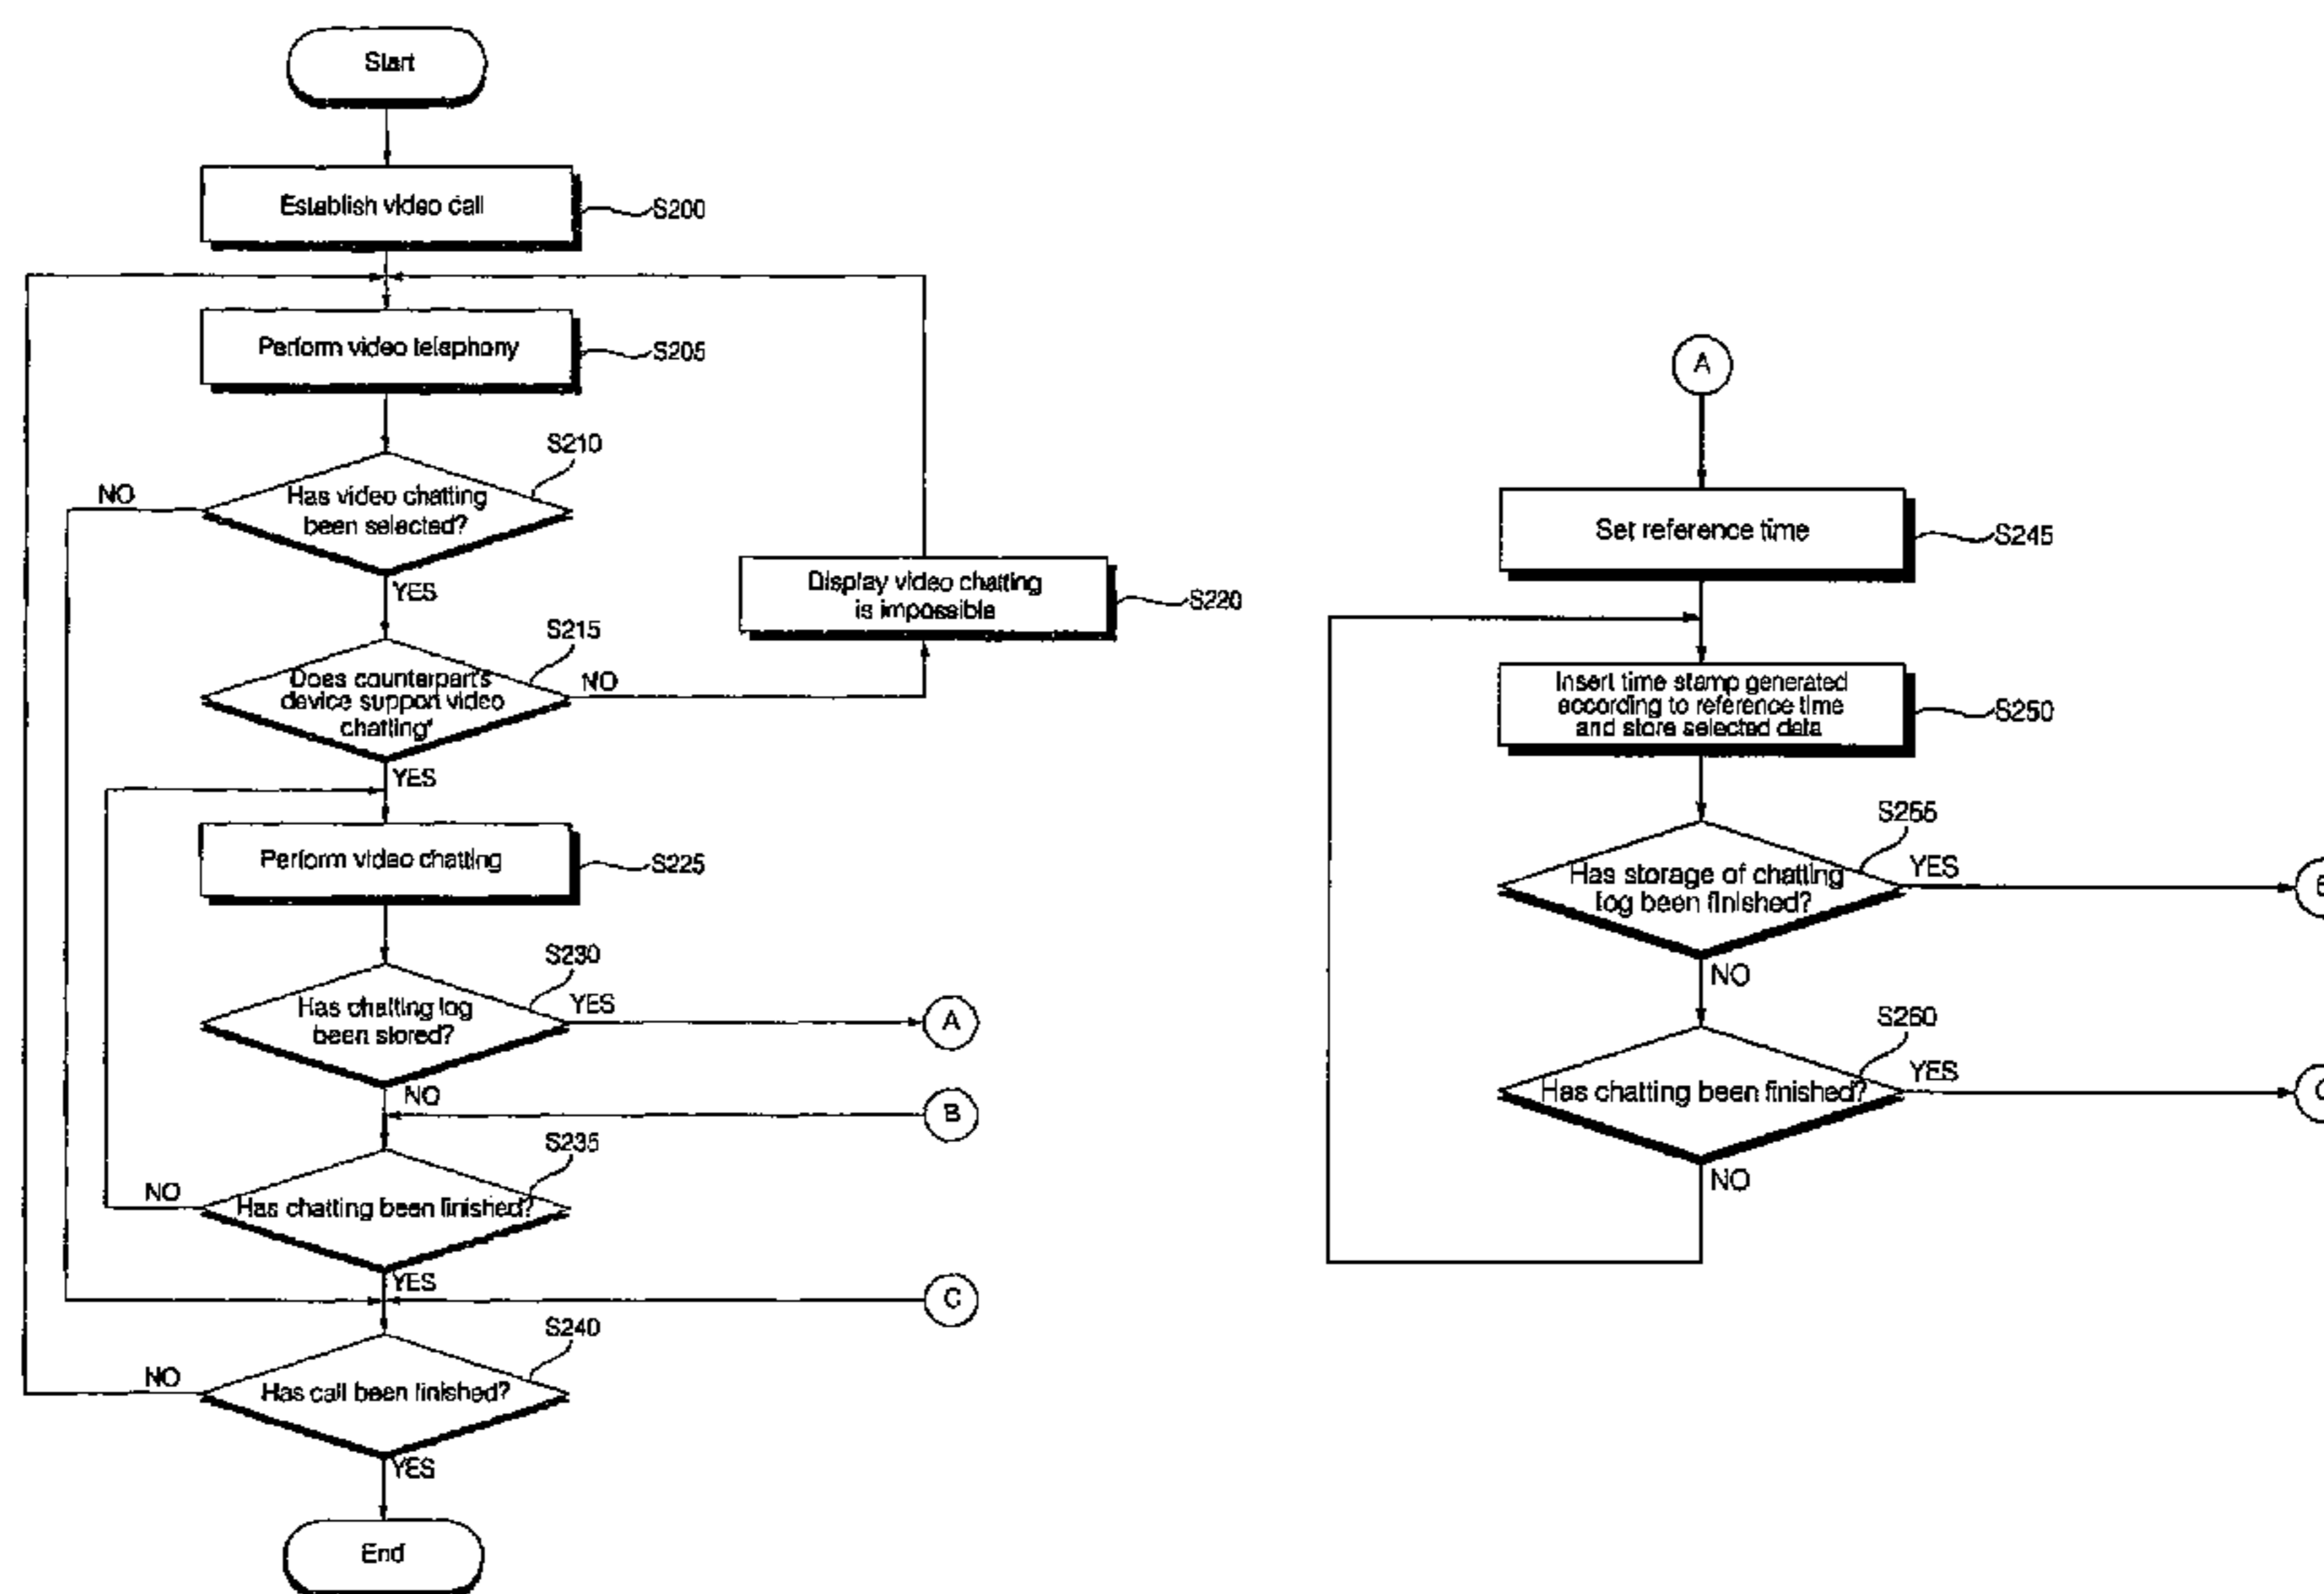 Start
Establish video call
S200
Perform video telephony
S205
S210
NO
Has video chatting
been selected?
YES
Display video chatting
is impossible
S220
S215
Does counterpart's
device support video
chatting'
NO
YES
Perform video chatting
S225
S230
Has chatting log
been stored?
YES
A
NO
B
S235
NO
Has chatting been finished?
YES
C
S240
NO
Has call been finished?
YES
End
A
Set reference time
S245
Insert time stamp generated
according to reference time
and store selected data
S250
S255
Has storage of chatting
log been finished?
YES
NO
S260
Has chatting been finished?
YES
NO